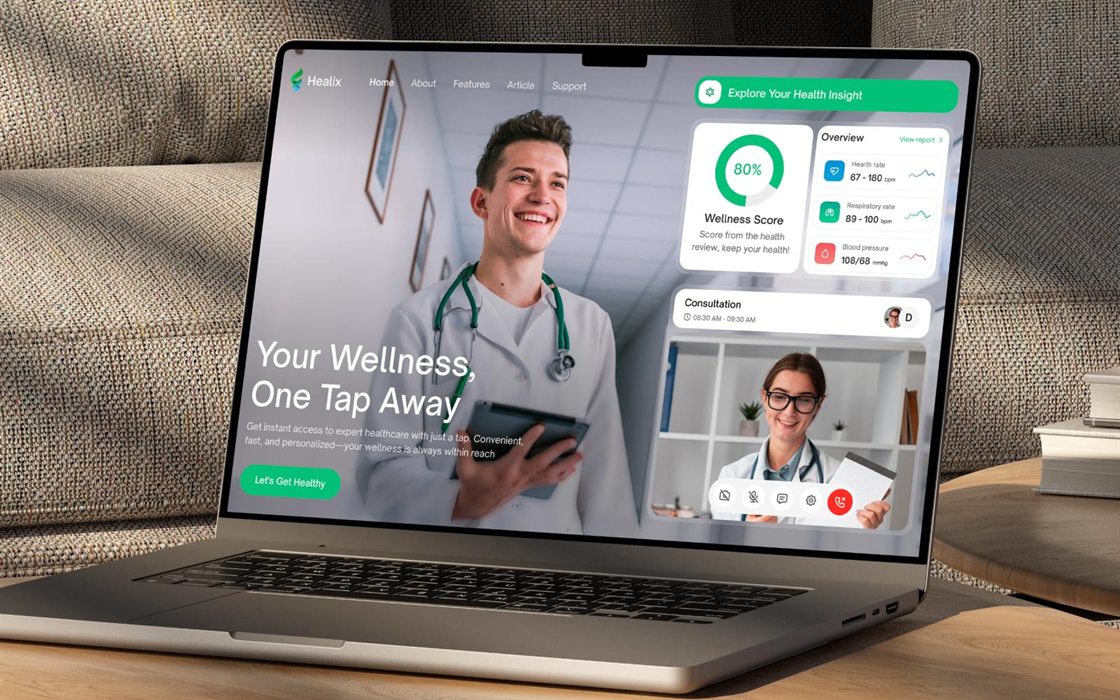 Healix
Home
About
Features
Article
Support
Your Wellness,
One Tap Away
Get instant access to expert healthcare with just a tap. Convenient,
fast, and personalized—your wellness is always within reach
Let's Get Healthy
Explore Your Health Insight
80%
Wellness Score
Score from the health
review, keep your health!
Overview
View report
Hearth rate
67 - 180 bpm
Respiratory rate
89 - 100 bpm
Blood pressure
108/68 mmhg
Consultation
08:30 AM - 09:30 AM
D